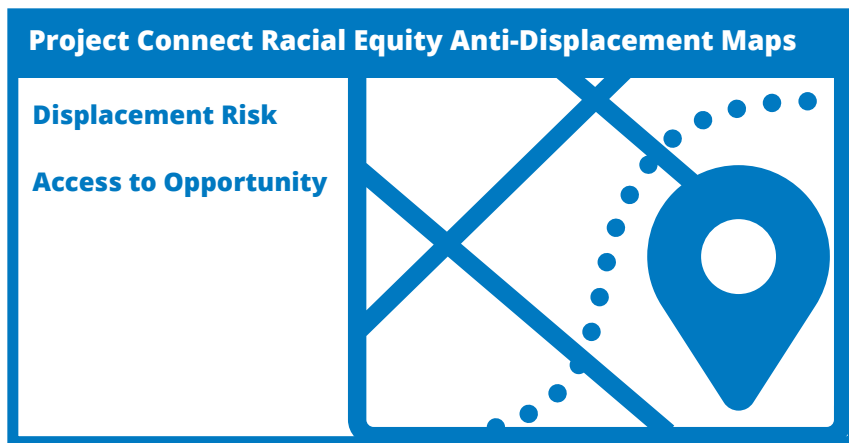 Project Connect Racial Equity Anti-Displacement Maps
Displacement Risk
Access to Opportunity